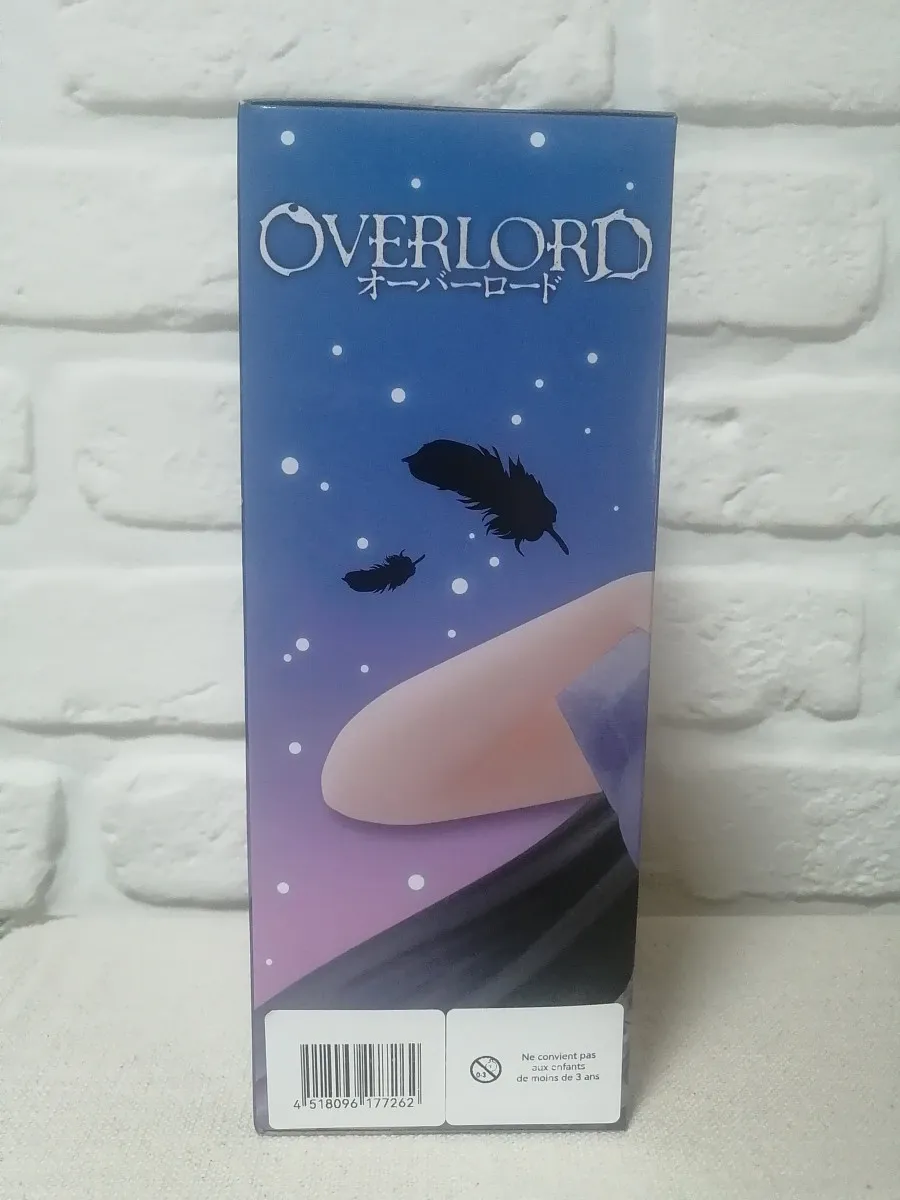 OVERLORD
オーバーロード
4 518096 177262
0-3
Ne convient pas
aux enfants
de moins de 3 ans